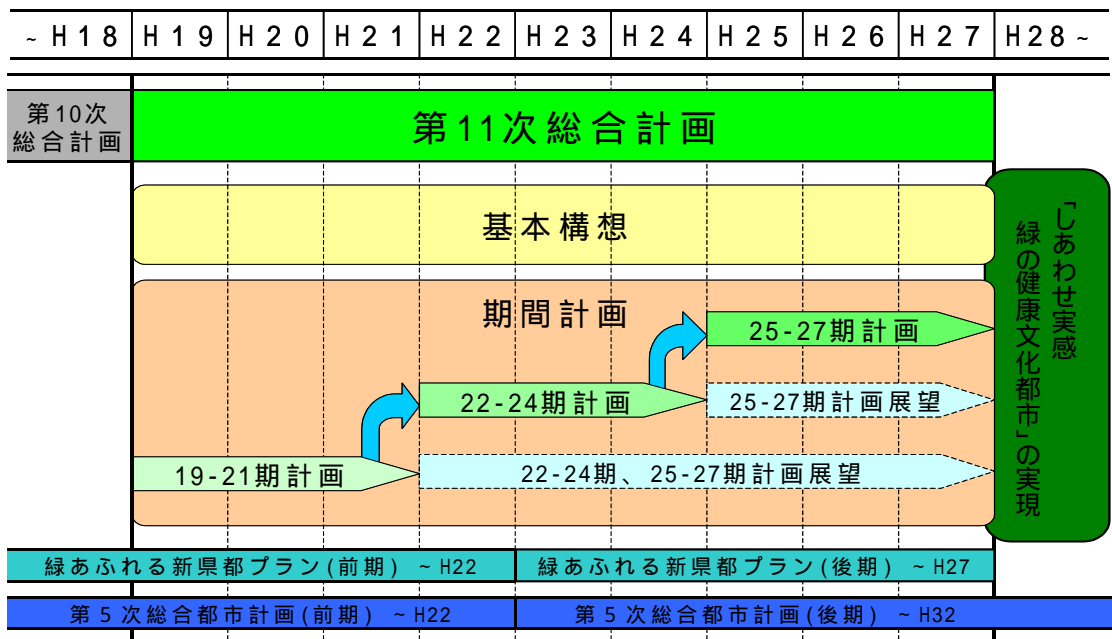 ~ H18 H19 H20 H21 H22 H23 H24 H25 H26 H27 H28 ~
第10次
総合計画
第11次総合計画
基本構想
期間計画
25-27期計画
22-24期計画
25-27期計画展望
19-21期計画
22-24期、25-27期計画展望
「しあわせ実感
緑の健康文化都市」の実現
緑あふれる新県都プラン(前期) ~ H22
緑あふれる新県都プラン(後期) ~ H27
第5次総合都市計画(前期) ~ H22
第5次総合都市計画(後期) ~ H32